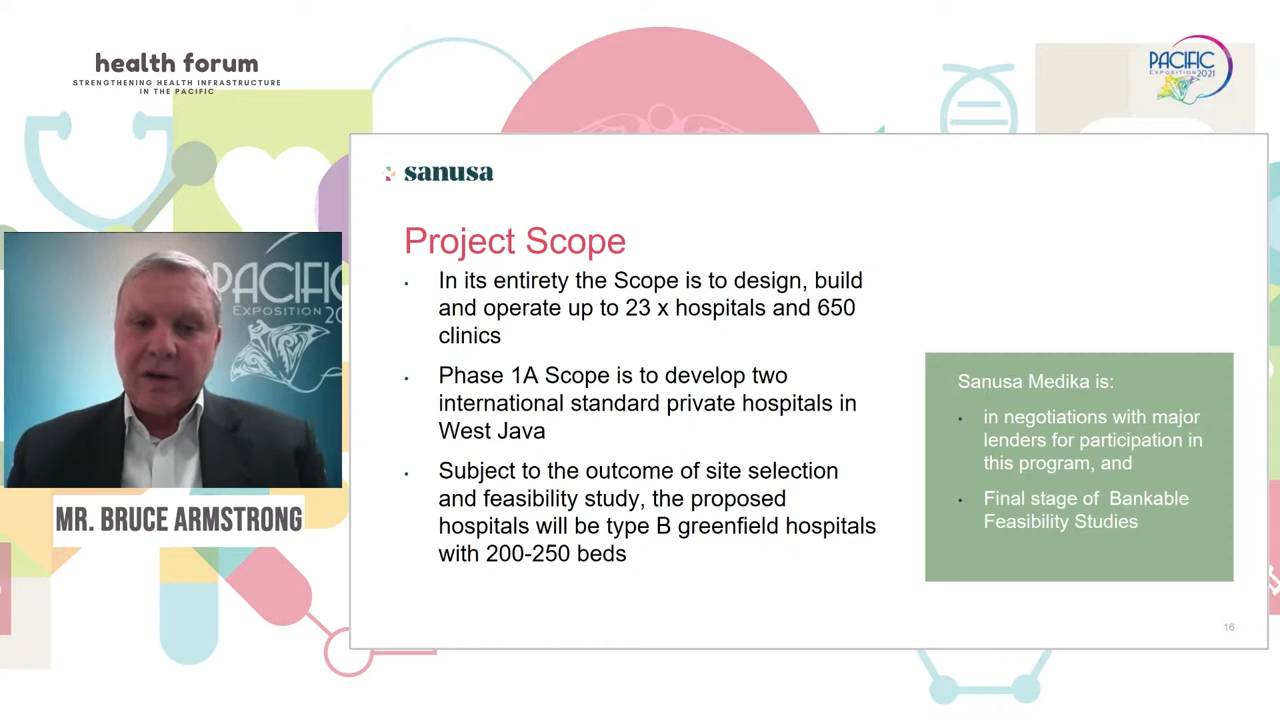 health forum
STRENGTHENING HEALTH INFRASTRUCTURE
IN THE PACIFIC
PACIFIC
EXPOSITION 2021
sanusa
Project Scope
• In its entirety the Scope is to design, build
and operate up to 23 x hospitals and 650
clinics
• Phase 1A Scope is to develop two
international standard private hospitals in
West Java
• Subject to the outcome of site selection
and feasibility study, the proposed
hospitals will be type B greenfield hospitals
with 200-250 beds
Sanusa Medika is:
• in negotiations with major
lenders for participation in
this program, and
• Final stage of Bankable
Feasibility Studies
16
PACIFIC
EXPOSITION 20
MR. BRUCE ARMSTRONG